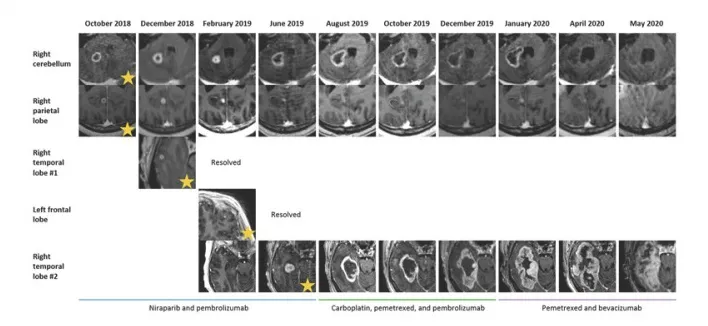 October 2018 December 2018 February 2019 June 2019 August 2019 October 2019 December 2019 January 2020 April 2020 May 2020
Right
cerebellum
Right
parietal
lobe
Right
temporal
lobe #1
Resolved
Left frontal
lobe
Resolved
Right
temporal
lobe #2
Niraparib and pembrolizumab Carboplatin, pemetrexed, and pembrolizumab Pemetrexed and bevacizumab